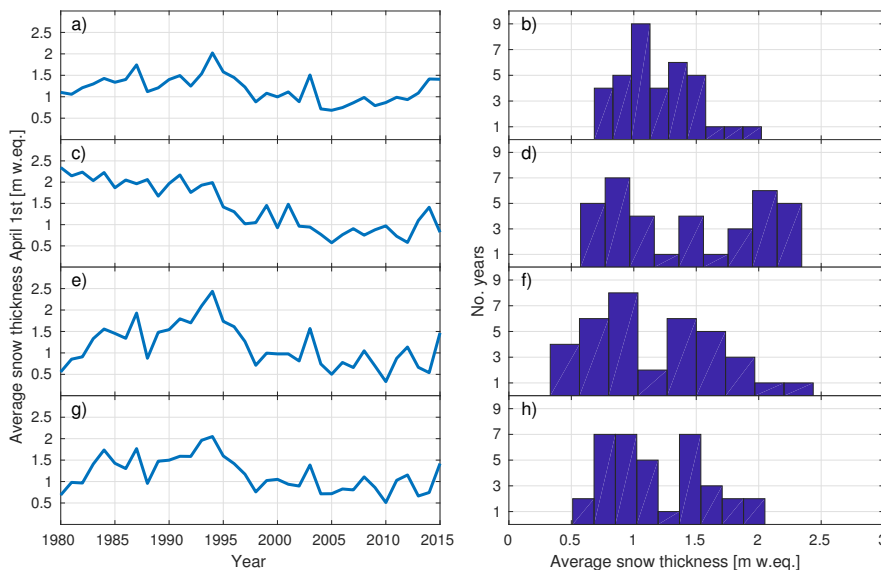 a)
2.5
2
1.5
1
0.5
b)
9
7
5
3
1
c)
2.5
2
1.5
1
0.5
d)
9
7
5
3
1
e)
2.5
2
1.5
1
0.5
f)
9
7
5
3
1
g)
2.5
2
1.5
1
0.5
h)
9
7
5
3
1
Average snow thickness April 1st [m w.eq.]
No. years
1980 1985 1990 1995 2000 2005 2010 2015
Year
0 0.5 1 1.5 2 2.5 3
Average snow thickness [m w.eq.]